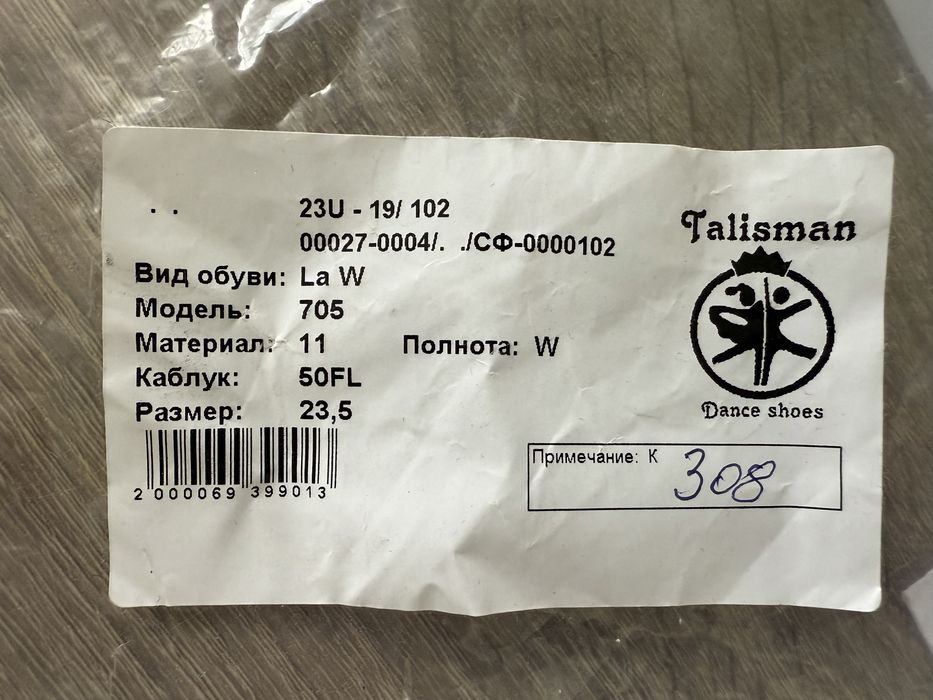 . .
23U - 19/ 102
00027-0004/. ./СФ-0000102
Вид обуви: La W
Модель: 705
Материал: 11 Полнота: W
Каблук: 50FL
Размер: 23,5
2 000069 399013
Talisman
Dance shoes
Примечание: К 308